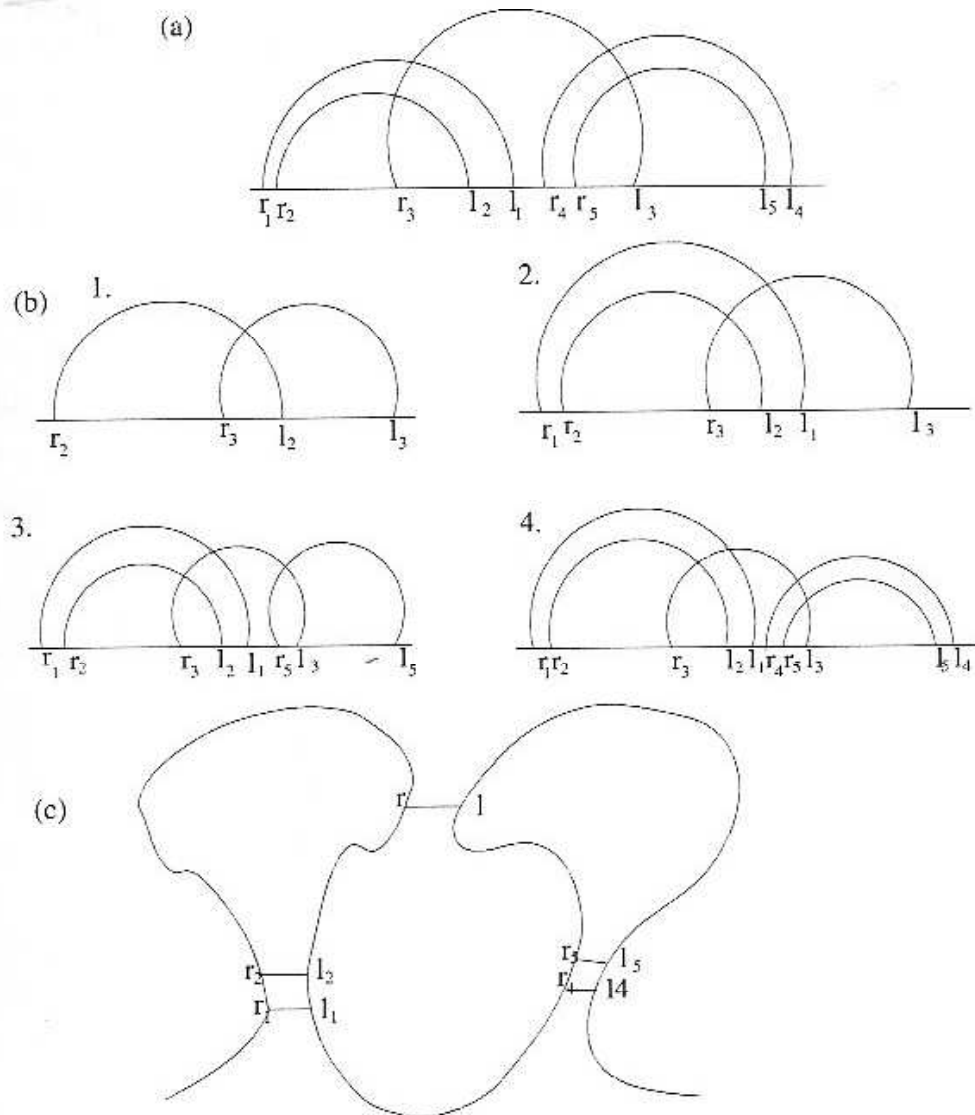 (a)
r1 r2 r3 l2 l1 r4 r5 l3 l5 l4
(b) 1. 2.
r2 r3 l2 l3
r1 r2 r3 l2 l1 l3
3. 4.
r1 r2 r3 l2 l1 r5 l3 l5
r1 r2 r3 l2 l1 r4 r5 l3 l5 l4
(c) r l
r5 l5
r2 l2
r4 l4
r1 l1